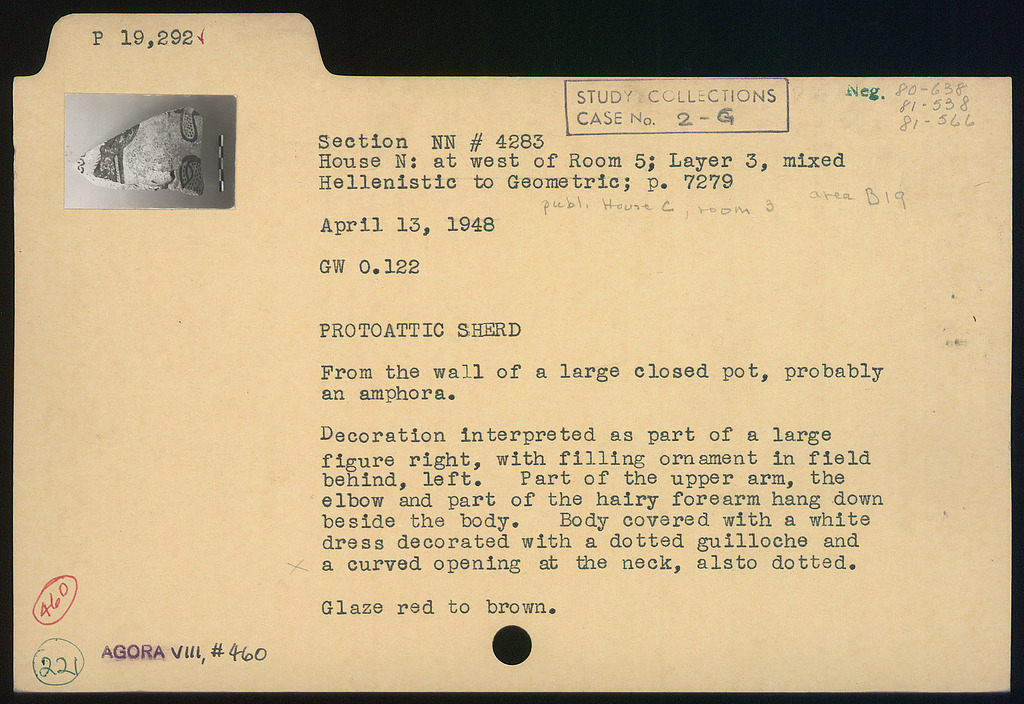 P 19,292
STUDY COLLECTIONS
CASE No. 2-G
Neg. 80-638
81-538
81-566
Section NN # 4283
House N: at west of Room 5; Layer 3, mixed
Hellenistic to Geometric; p. 7279
publ. House C, room 3 area B19
April 13, 1948
GW 0.122
PROTOATTIC SHERD
From the wall of a large closed pot, probably
an amphora.
Decoration interpreted as part of a large
figure right, with filling ornament in field
behind, left. Part of the upper arm, the
elbow and part of the hairy forearm hang down
beside the body. Body covered with a white
dress decorated with a dotted guilloche and
x a curved opening at the neck, alsto dotted.
Glaze red to brown.
460
221
AGORA VIII, #460